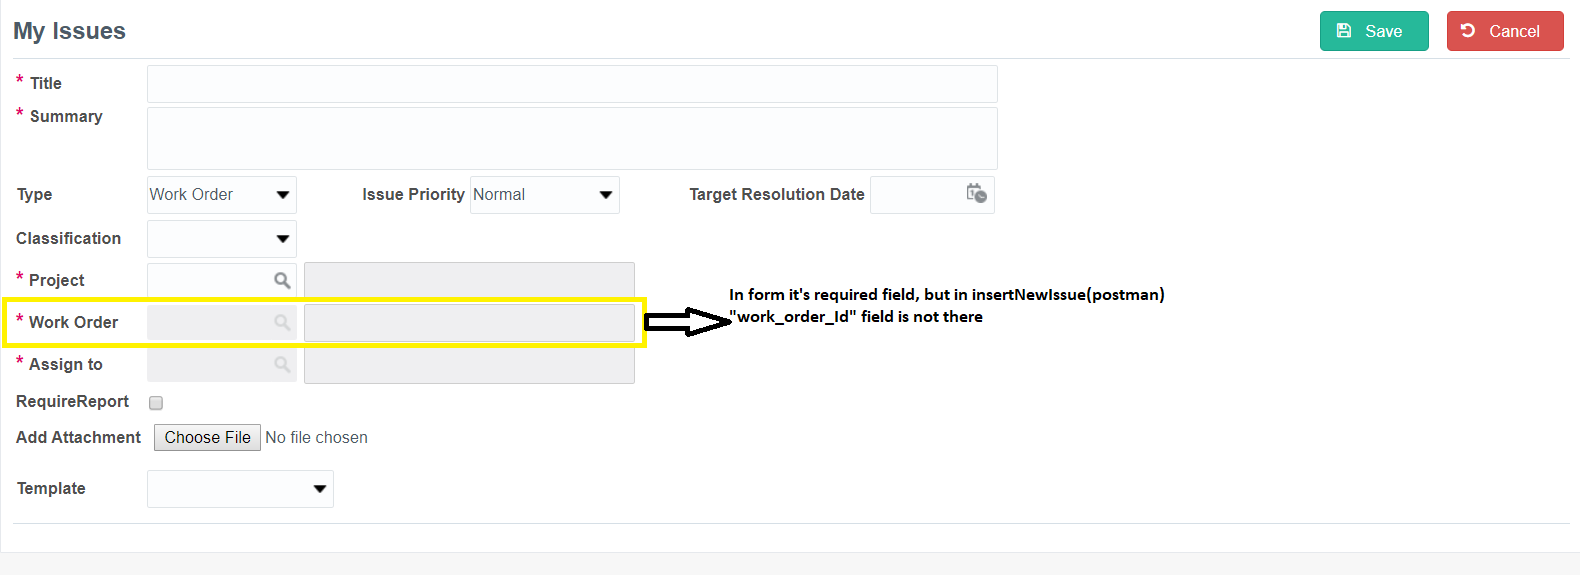 My Issues
Save
Cancel
* Title
* Summary
Type Work Order Issue Priority Normal Target Resolution Date
Classification
* Project
* Work Order
In form it's required field, but in insertNewIssue(postman)
"work_order_Id" field is not there
* Assign to
RequireReport
Add Attachment Choose File No file chosen
Template